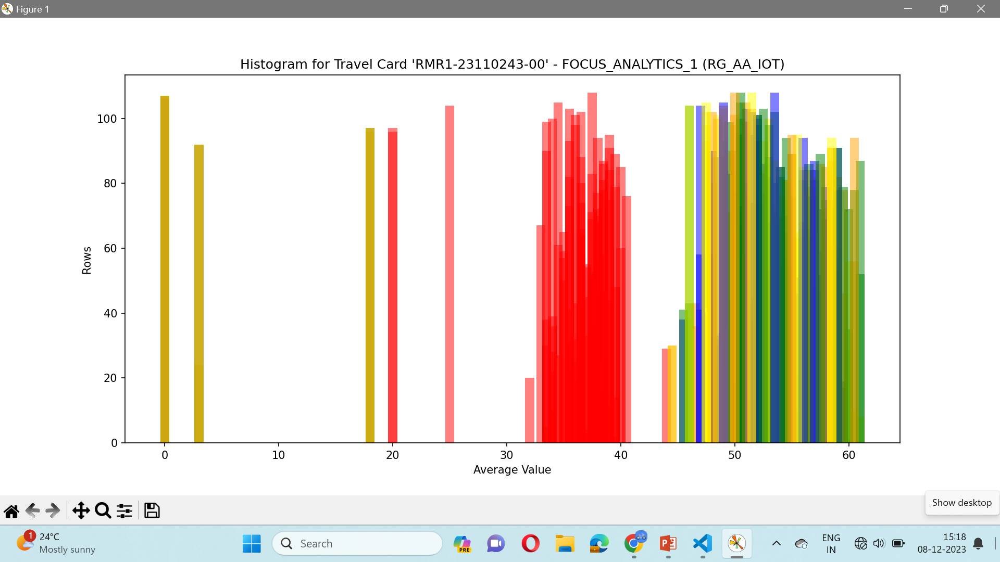 Figure 1
Histogram for Travel Card 'RMR1-23110243-00' - FOCUS_ANALYTICS_1 (RG_AA_IOT)
100
80
60
40
20
0
Rows
0 10 20 30 40 50 60
Average Value
Show desktop
1
24°C
Mostly sunny
Search
PRE
ENG
IN
15:18
08-12-2023